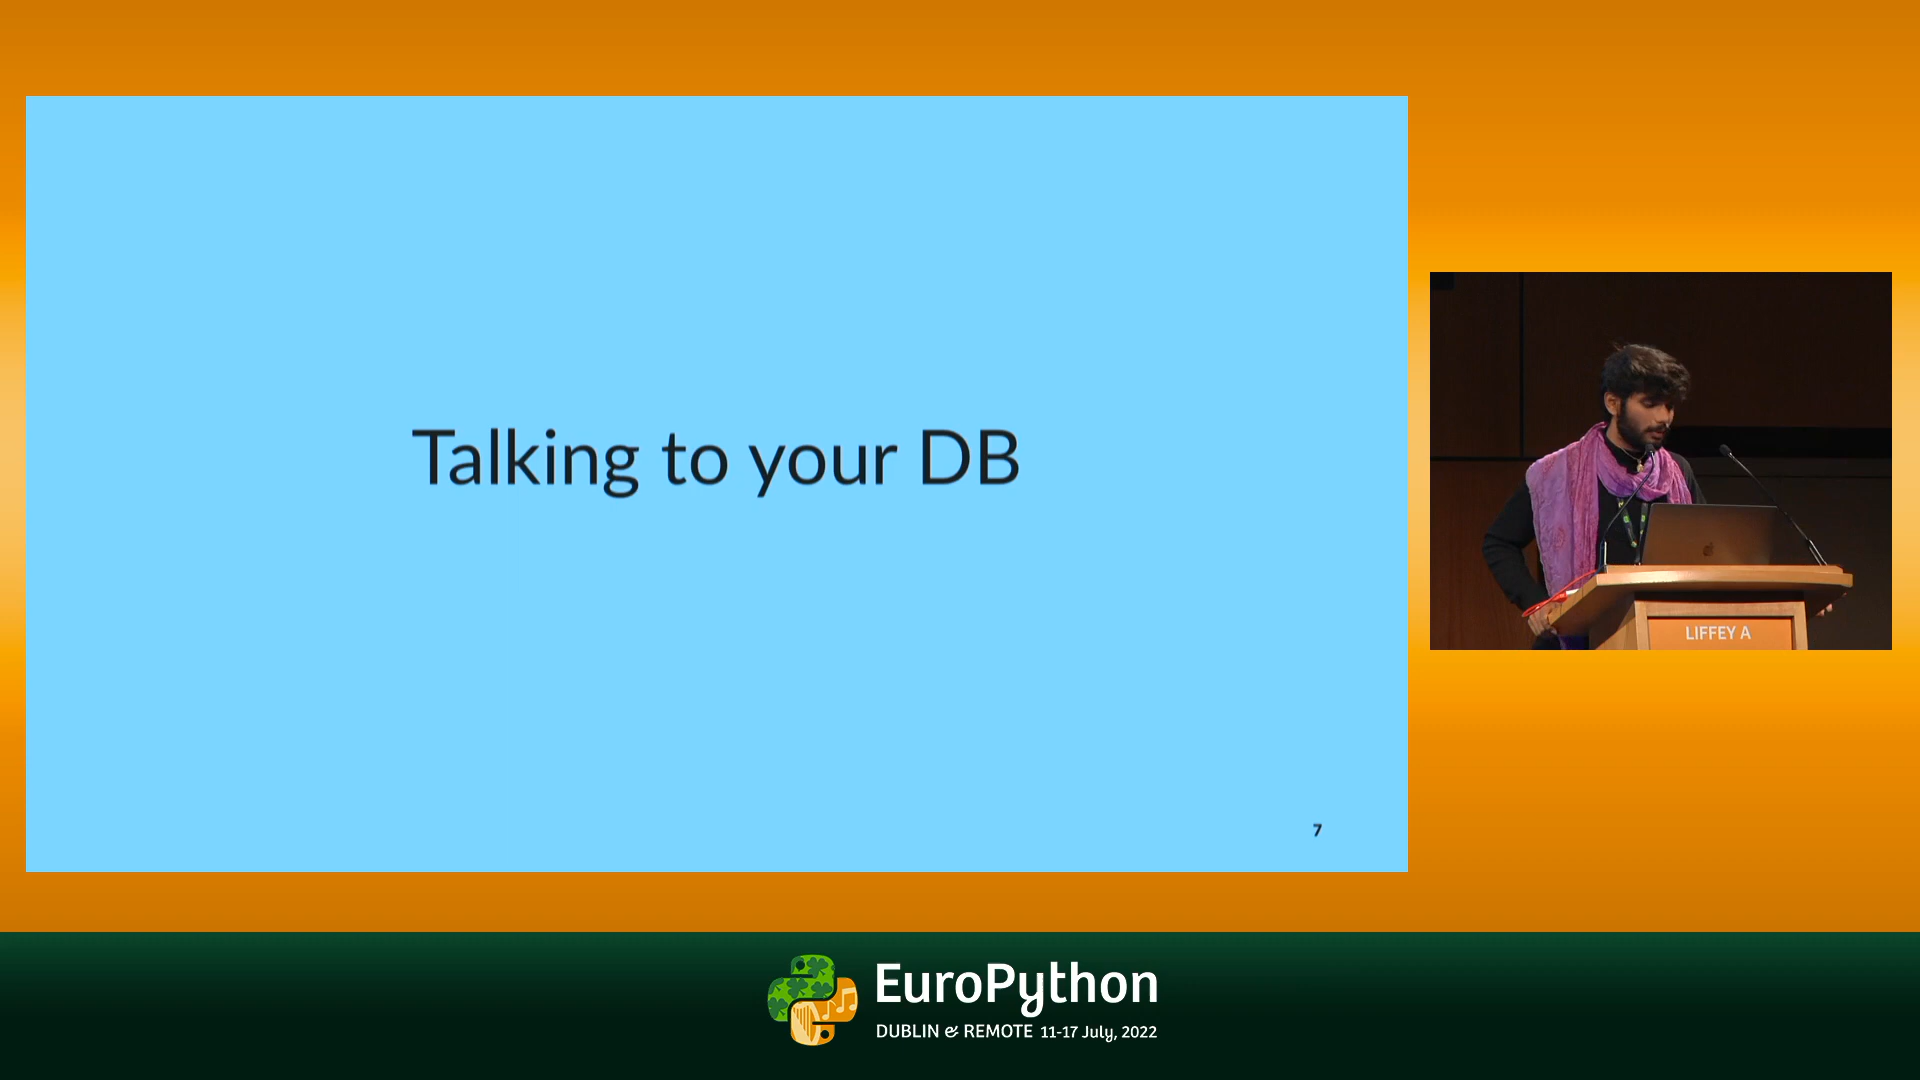 Talking to your DB
7
LIFFEY A
EuroPython
DUBLIN & REMOTE 11-17 July, 2022